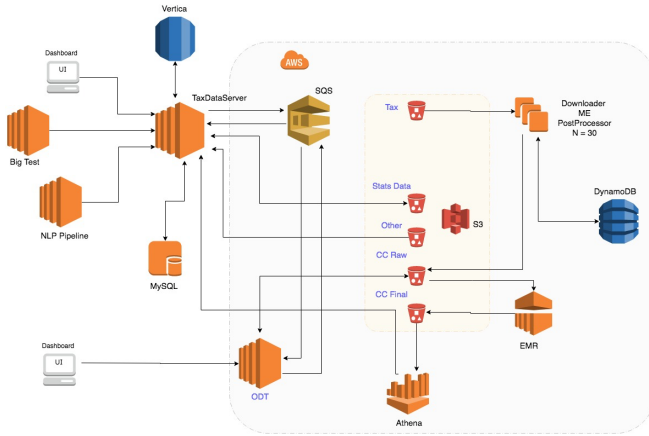 Vertica
Dashboard
UI
AWS
TaxDataServer
SQS
Tax
Downloader
ME
PostProcessor
N = 30
Big Test
Stats Data
DynamoDB
Other
S3
NLP Pipeline
CC Raw
MySQL
CC Final
EMR
Dashboard
UI
ODT
Athena